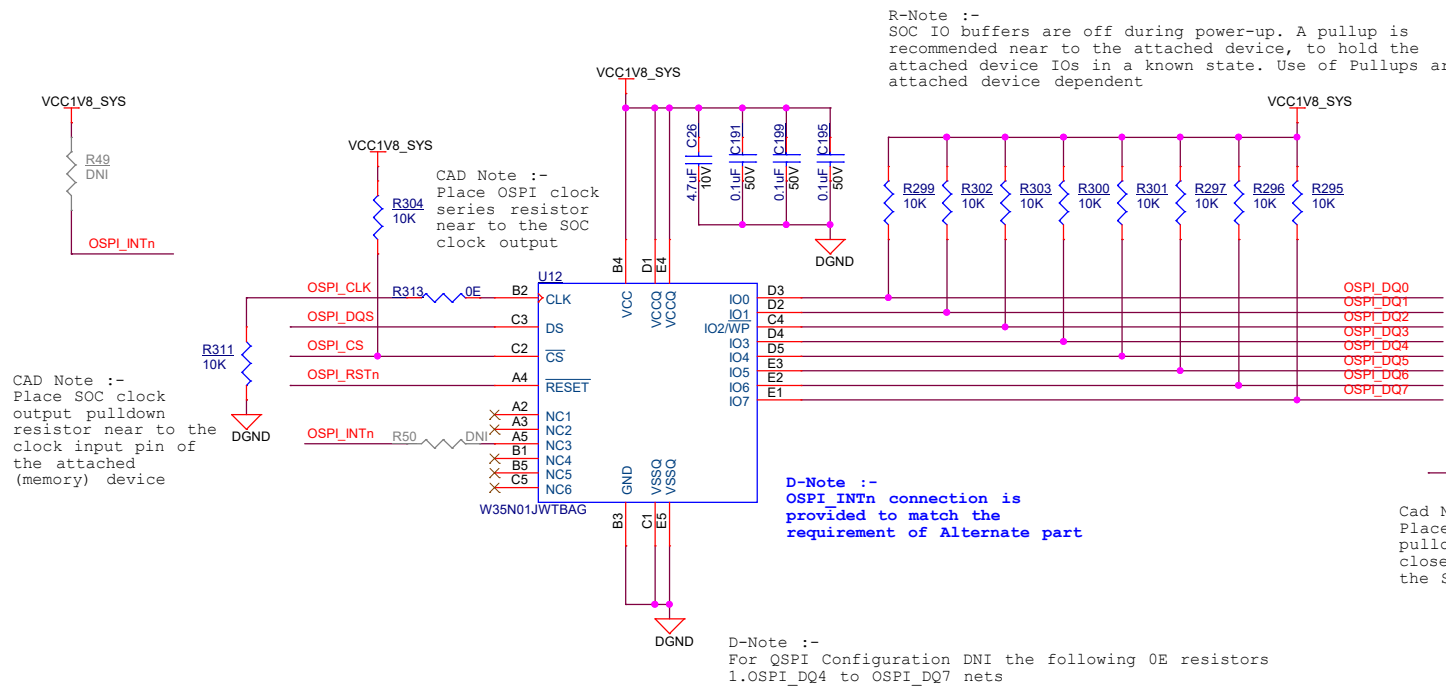 R-Note :-
SOC IO buffers are off during power-up. A pullup is
recommended near to the attached device, to hold the
attached device IOs in a known state. Use of Pullups ar
attached device dependent
VCC1V8_SYS
R49
DNI
OSPI_INTn
VCC1V8_SYS
R304
10K
CAD Note :-
Place OSPI clock
series resistor
near to the SOC
clock output
VCC1V8_SYS
C26
4.7uF
10V
C191
0.1uF
50V
C199
0.1uF
50V
C195
0.1uF
50V
DGND
VCC1V8_SYS
R299
10K
R302
10K
R303
10K
R300
10K
R301
10K
R297
10K
R296
10K
R295
10K
OSPI_CLK
R313
0E
OSPI_DQS
OSPI_CS
OSPI_RSTn
R311
10K
DGND
CAD Note :-
Place SOC clock
output pulldown
resistor near to the
clock input pin of
the attached
(memory) device
OSPI_INTn
R50
DNI
U12
B4
D1
E4
VCC
VCCQ
VCCQ
B2
CLK
C3
DS
C2
CS
A4
RESET
A2
NC1
A3
NC2
A5
NC3
B1
NC4
B5
NC5
C5
NC6
IO0
D3
IO1
D2
IO2/WP
C4
IO3
D4
IO4
D5
IO5
E3
IO6
E2
IO7
E1
GND
VSSQ
VSSQ
B3
C1
E5
W35N01JWTBAG
DGND
OSPI_DQ0
OSPI_DQ1
OSPI_DQ2
OSPI_DQ3
OSPI_DQ4
OSPI_DQ5
OSPI_DQ6
OSPI_DQ7
D-Note :-
OSPI_INTn connection is
provided to match the
requirement of Alternate part
Cad N
Place
pulldo
close
the S
D-Note :-
For QSPI Configuration DNI the following 0E resistors
1.OSPI_DQ4 to OSPI_DQ7 nets